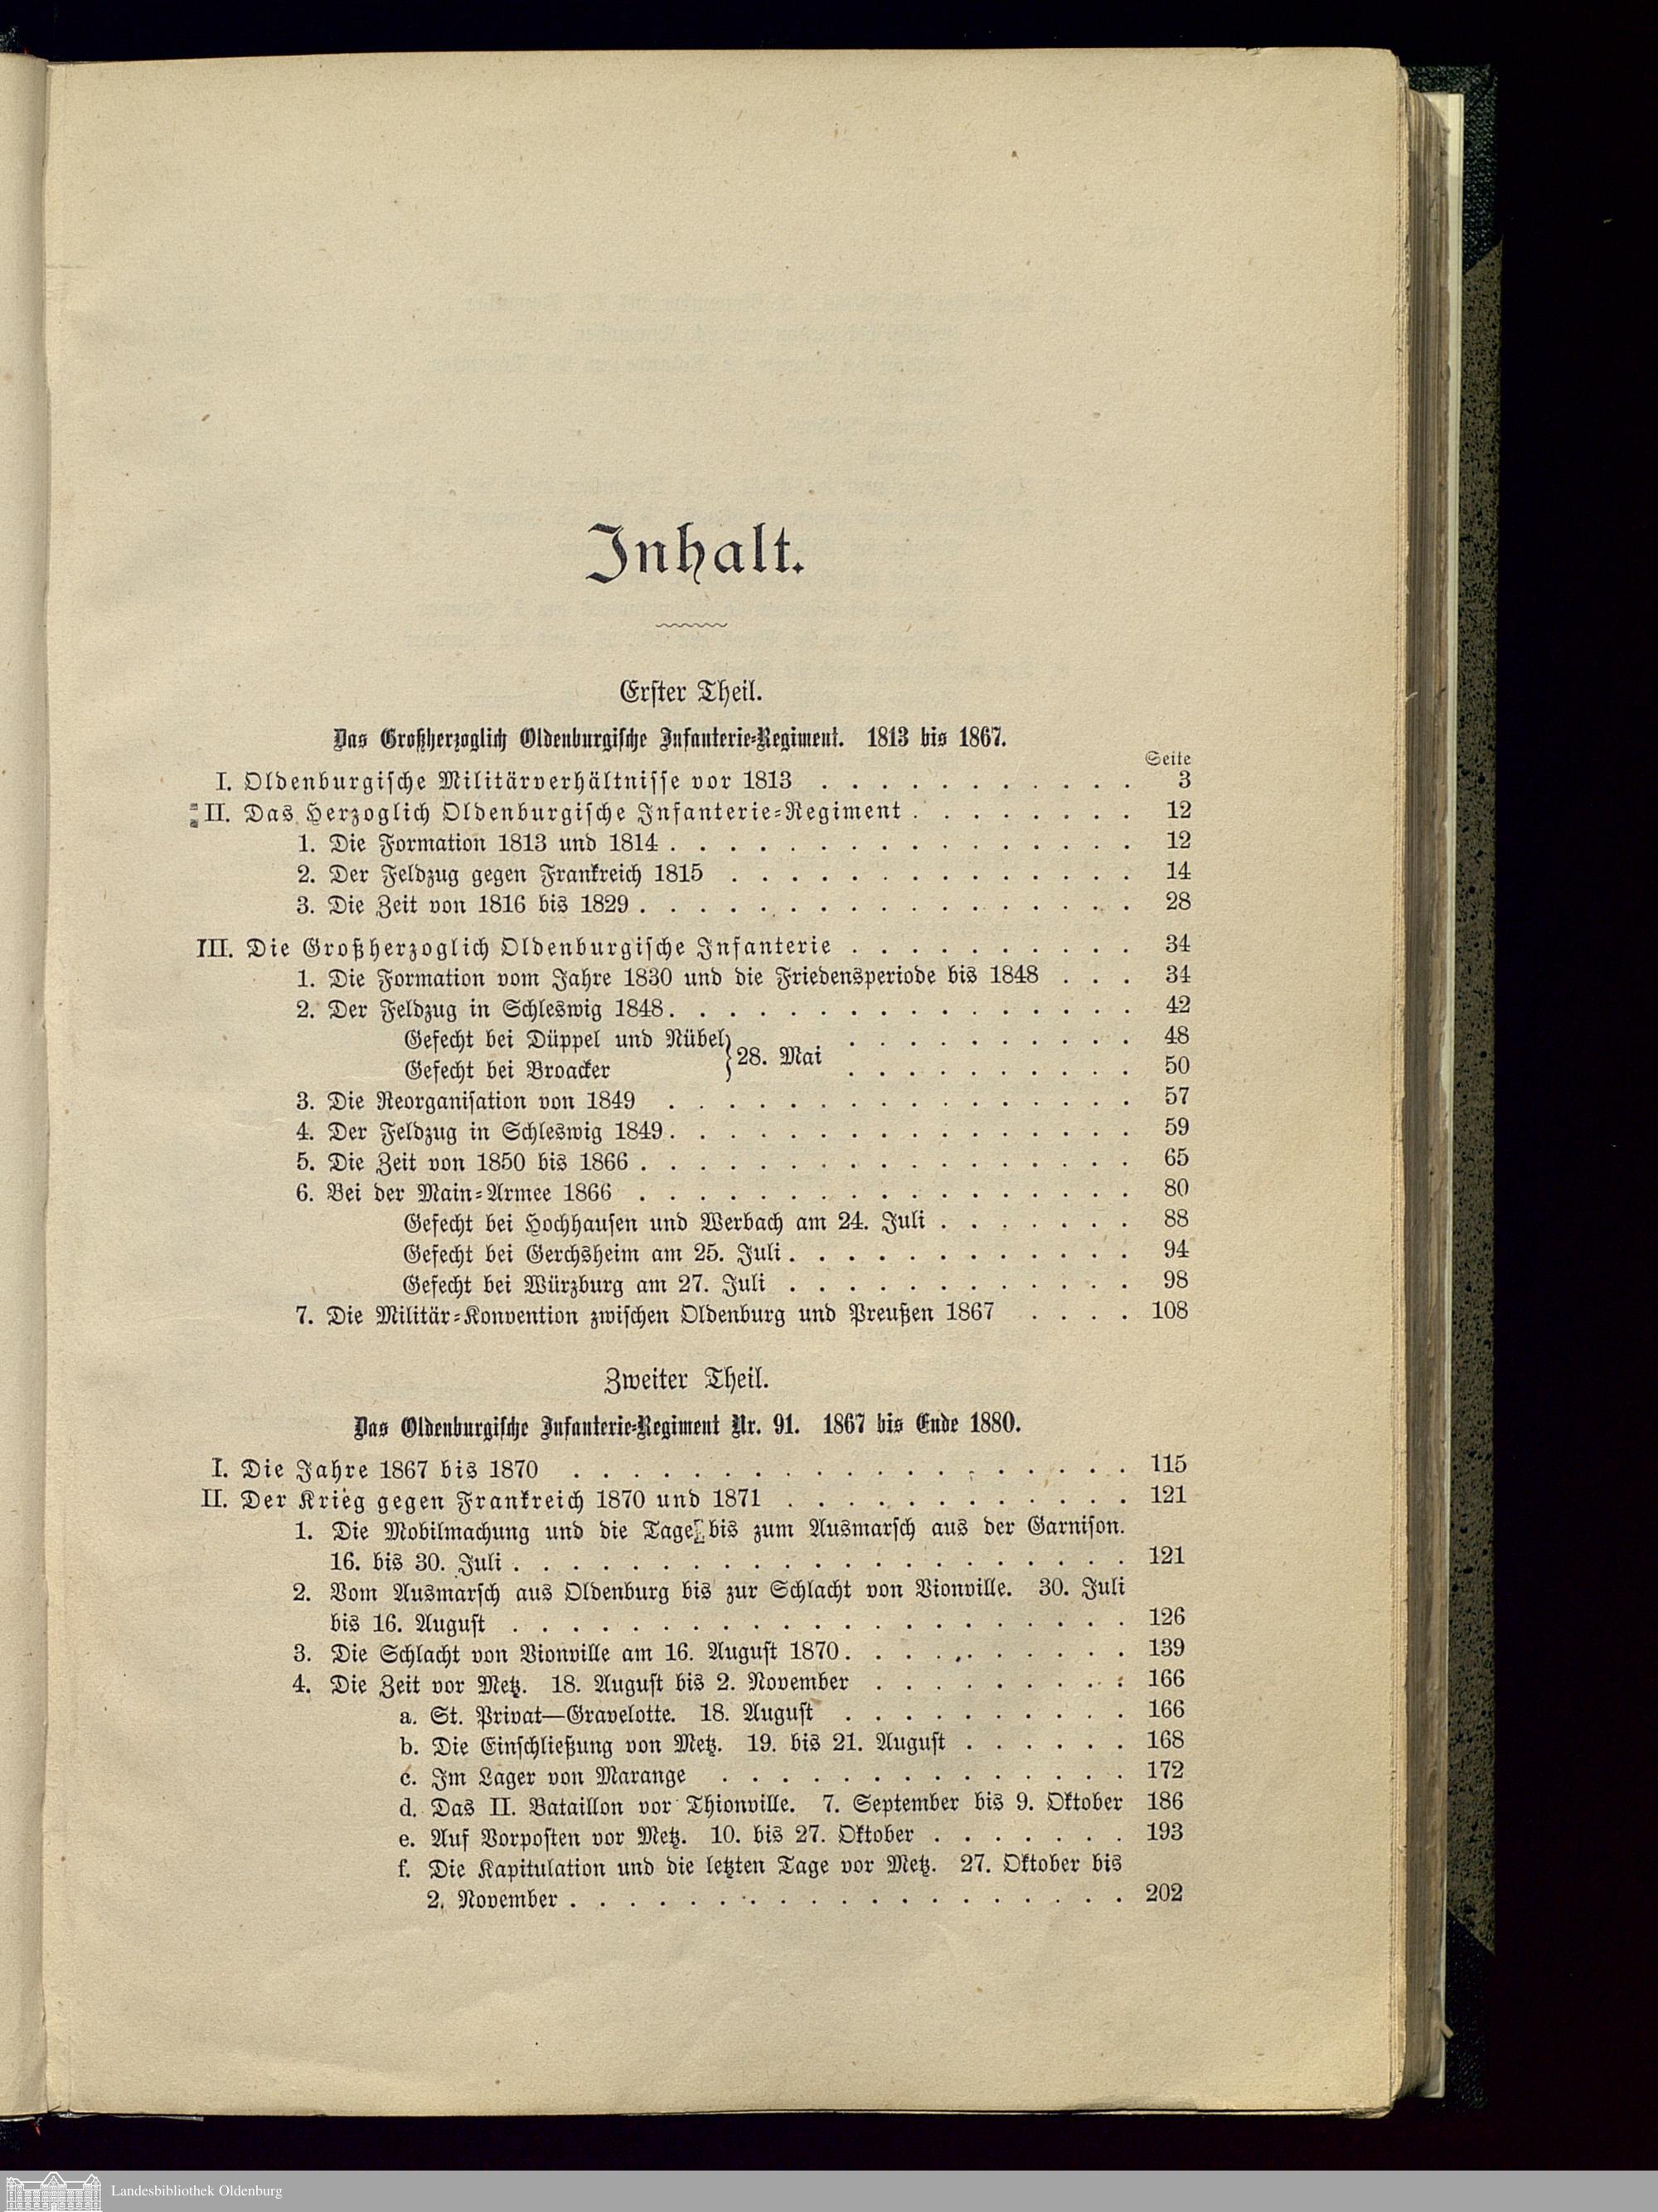 Inhalt.
Erster Theil.
Das Großherzoglich Oldenburgische Infanterie-Regiment. 1813 bis 1867.
Seite
I. Oldenburgische Militärverhältnisse vor 1813 . . . . . . . . . . . 3
II. Das Herzoglich Oldenburgische Infanterie-Regiment . . . . . . . . 12
1. Die Formation 1813 und 1814 . . . . . . . . . . . . . . . . 12
2. Der Feldzug gegen Frankreich 1815 . . . . . . . . . . . . . . 14
3. Die Zeit von 1816 bis 1829 . . . . . . . . . . . . . . . . . 28
III. Die Großherzoglich Oldenburgische Infanterie . . . . . . . . . . 34
1. Die Formation vom Jahre 1830 und die Friedensperiode bis 1848 . . . 34
2. Der Feldzug in Schleswig 1848 . . . . . . . . . . . . . . . . 42
Gefecht bei Düppel und Nübel } 28. Mai . . . . . . . . . . 48
Gefecht bei Broacker . . . . . . . . . . 50
3. Die Reorganisation von 1849 . . . . . . . . . . . . . . . . 57
4. Der Feldzug in Schleswig 1849 . . . . . . . . . . . . . . . . 59
5. Die Zeit von 1850 bis 1866 . . . . . . . . . . . . . . . . . 65
6. Bei der Main-Armee 1866 . . . . . . . . . . . . . . . . . 80
Gefecht bei Hochhausen und Werbach am 24. Juli . . . . . . . 88
Gefecht bei Gerchsheim am 25. Juli . . . . . . . . . . . . 94
Gefecht bei Würzburg am 27. Juli . . . . . . . . . . . . 98
7. Die Militär-Konvention zwischen Oldenburg und Preußen 1867 . . . . 108
Zweiter Theil.
Das Oldenburgische Infanterie-Regiment Nr. 91. 1867 bis Ende 1880.
I. Die Jahre 1867 bis 1870 . . . . . . . . . . . . . . . . . . . 115
II. Der Krieg gegen Frankreich 1870 und 1871 . . . . . . . . . . . . 121
1. Die Mobilmachung und die Tage bis zum Ausmarsch aus der Garnison.
16. bis 30. Juli . . . . . . . . . . . . . . . . . . . . . 121
2. Vom Ausmarsch aus Oldenburg bis zur Schlacht von Vionville. 30. Juli
bis 16. August . . . . . . . . . . . . . . . . . . . . . 126
3. Die Schlacht von Vionville am 16. August 1870 . . . . . . . . . . 139
4. Die Zeit vor Metz. 18. August bis 2. November . . . . . . . . . 166
a. St. Privat—Gravelotte. 18. August . . . . . . . . . . 166
b. Die Einschließung von Metz. 19. bis 21. August . . . . . . 168
c. Im Lager von Marange . . . . . . . . . . . . . . 172
d. Das II. Bataillon vor Thionville. 7. September bis 9. Oktober 186
e. Auf Vorposten vor Metz. 10. bis 27. Oktober . . . . . . . 193
f. Die Kapitulation und die letzten Tage vor Metz. 27. Oktober bis
2. November . . . . . . . . . . . . . . . . . . . 202
Landesbibliothek Oldenburg